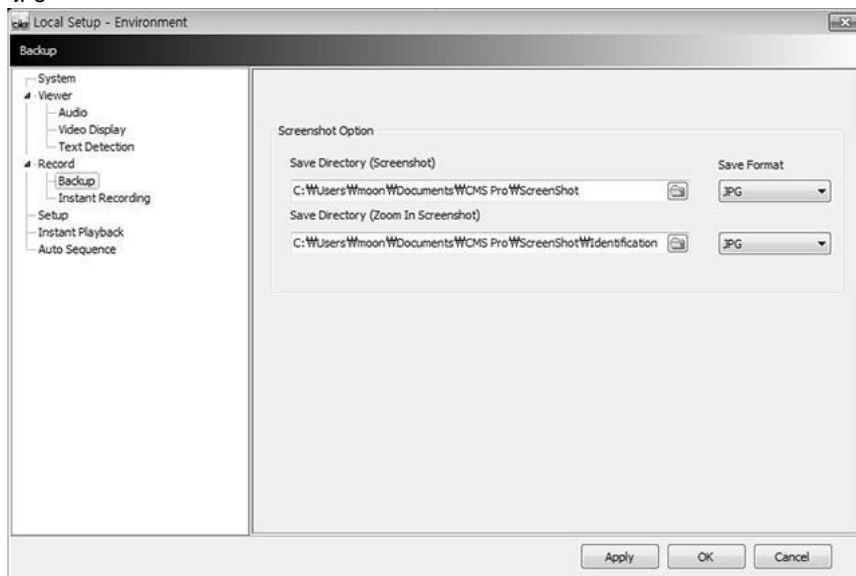 Local Setup - Environment
Backup
System
Viewer
Audio
Video Display
Text Detection
Record
Backup
Instant Recording
Setup
Instant Playback
Auto Sequence
Screenshot Option
Save Directory (Screenshot)
Save Format
C:₩Users₩moon₩Documents₩CMS Pro₩ScreenShot
JPG
Save Directory (Zoom In Screenshot)
C:₩Users₩moon₩Documents₩CMS Pro₩ScreenShot₩Identification
JPG
Apply
OK
Cancel